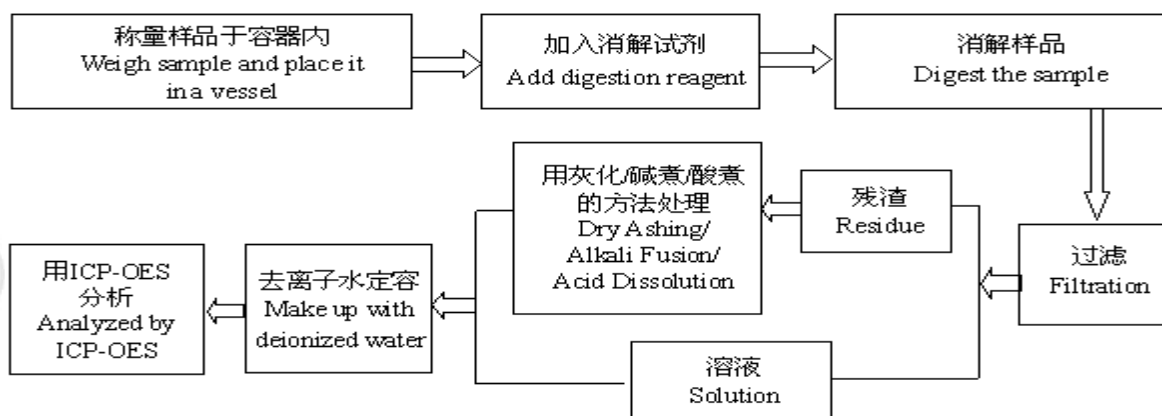 称量样品于容器内
Weigh sample and place it
in a vessel
加入消解试剂
Add digestion reagent
消解样品
Digest the sample
过滤
Filtration
残渣
Residue
用灰化/碱煮/酸煮
的方法处理
Dry Ashing/
Alkali Fusion/
Acid Dissolution
溶液
Solution
去离子水定容
Make up with
deionized water
用ICP-OES
分析
Analyzed by
ICP-OES